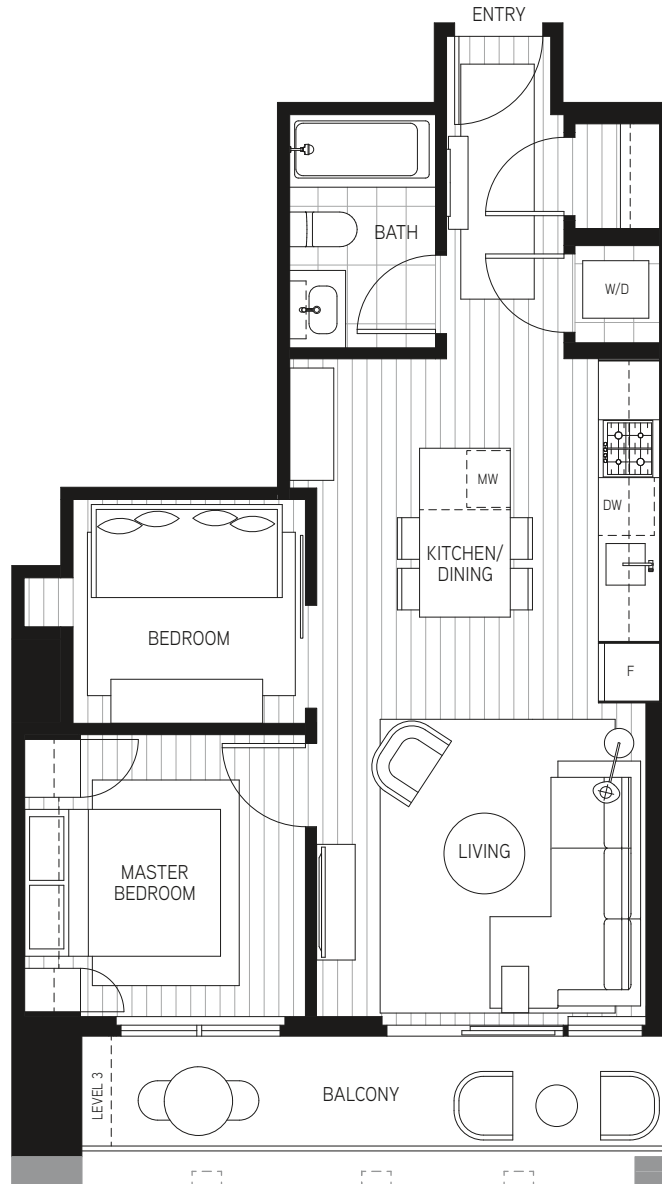 ENTRY
BATH
W/D
MW
DW
KITCHEN/
DINING
BEDROOM
F
LIVING
MASTER
BEDROOM
LEVEL 3
BALCONY